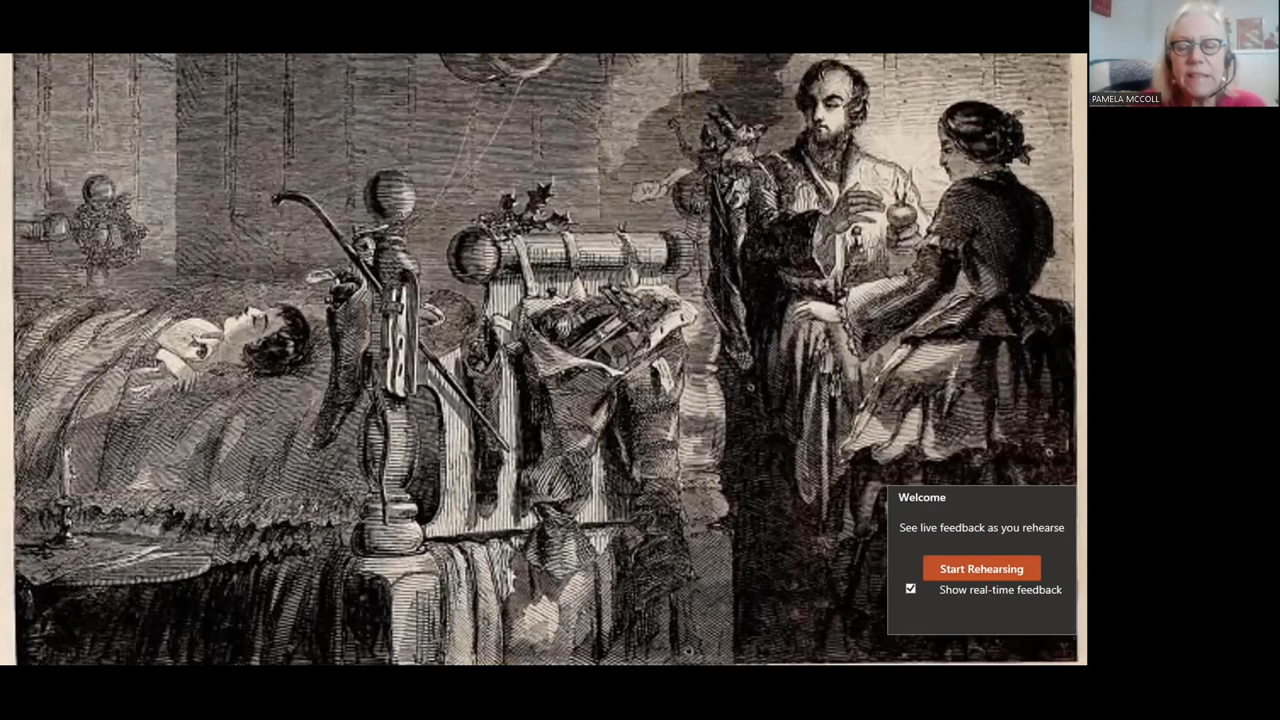 PAMELA MCCOLL
Welcome
See live feedback as you rehearse
Start Rehearsing
Show real-time feedback